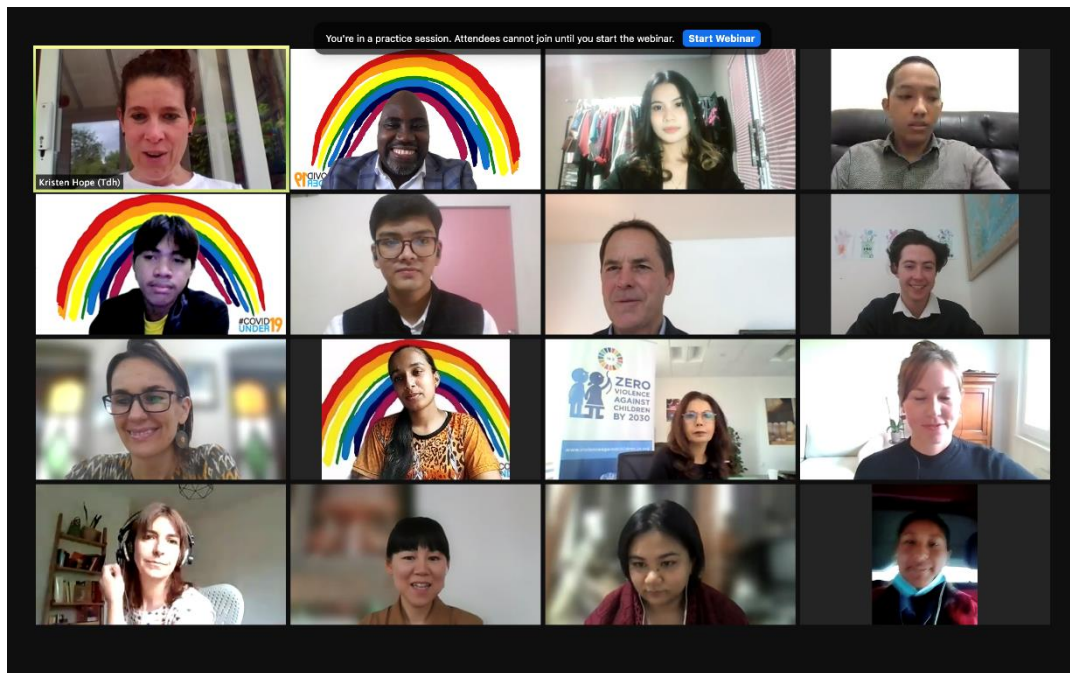 You're in a practice session. Attendees cannot join until you start the webinar. Start Webinar
Kristen Hope (Tdh)
#COVID
UNDER19
ZERO
VIOLENCE
AGAINST
CHILDREN
BY 2030